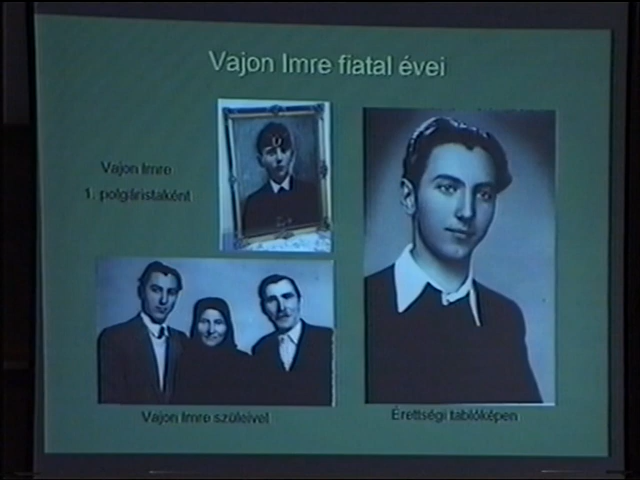 Vajon Imre fiatal évei
Vajon Imre
1. polgáristaként
Vajon Imre szüleivel
Érettségi tablóképen